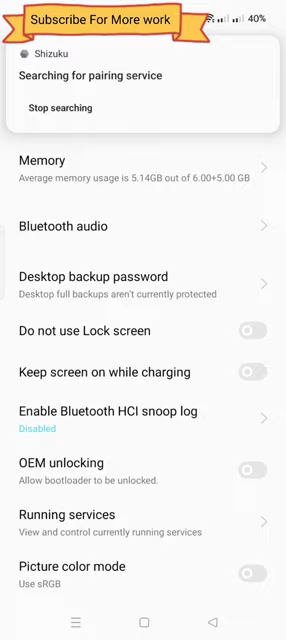 Subscribe For More work
40%
Shizuku
Searching for pairing service
Stop searching
Memory
Average memory usage is 5.14GB out of 6.00+5.00 GB
Bluetooth audio
Desktop backup password
Desktop full backups aren't currently protected
Do not use Lock screen
Keep screen on while charging
Enable Bluetooth HCI snoop log
Disabled
OEM unlocking
Allow bootloader to be unlocked.
Running services
View and control currently running services
Picture color mode
Use sRGB